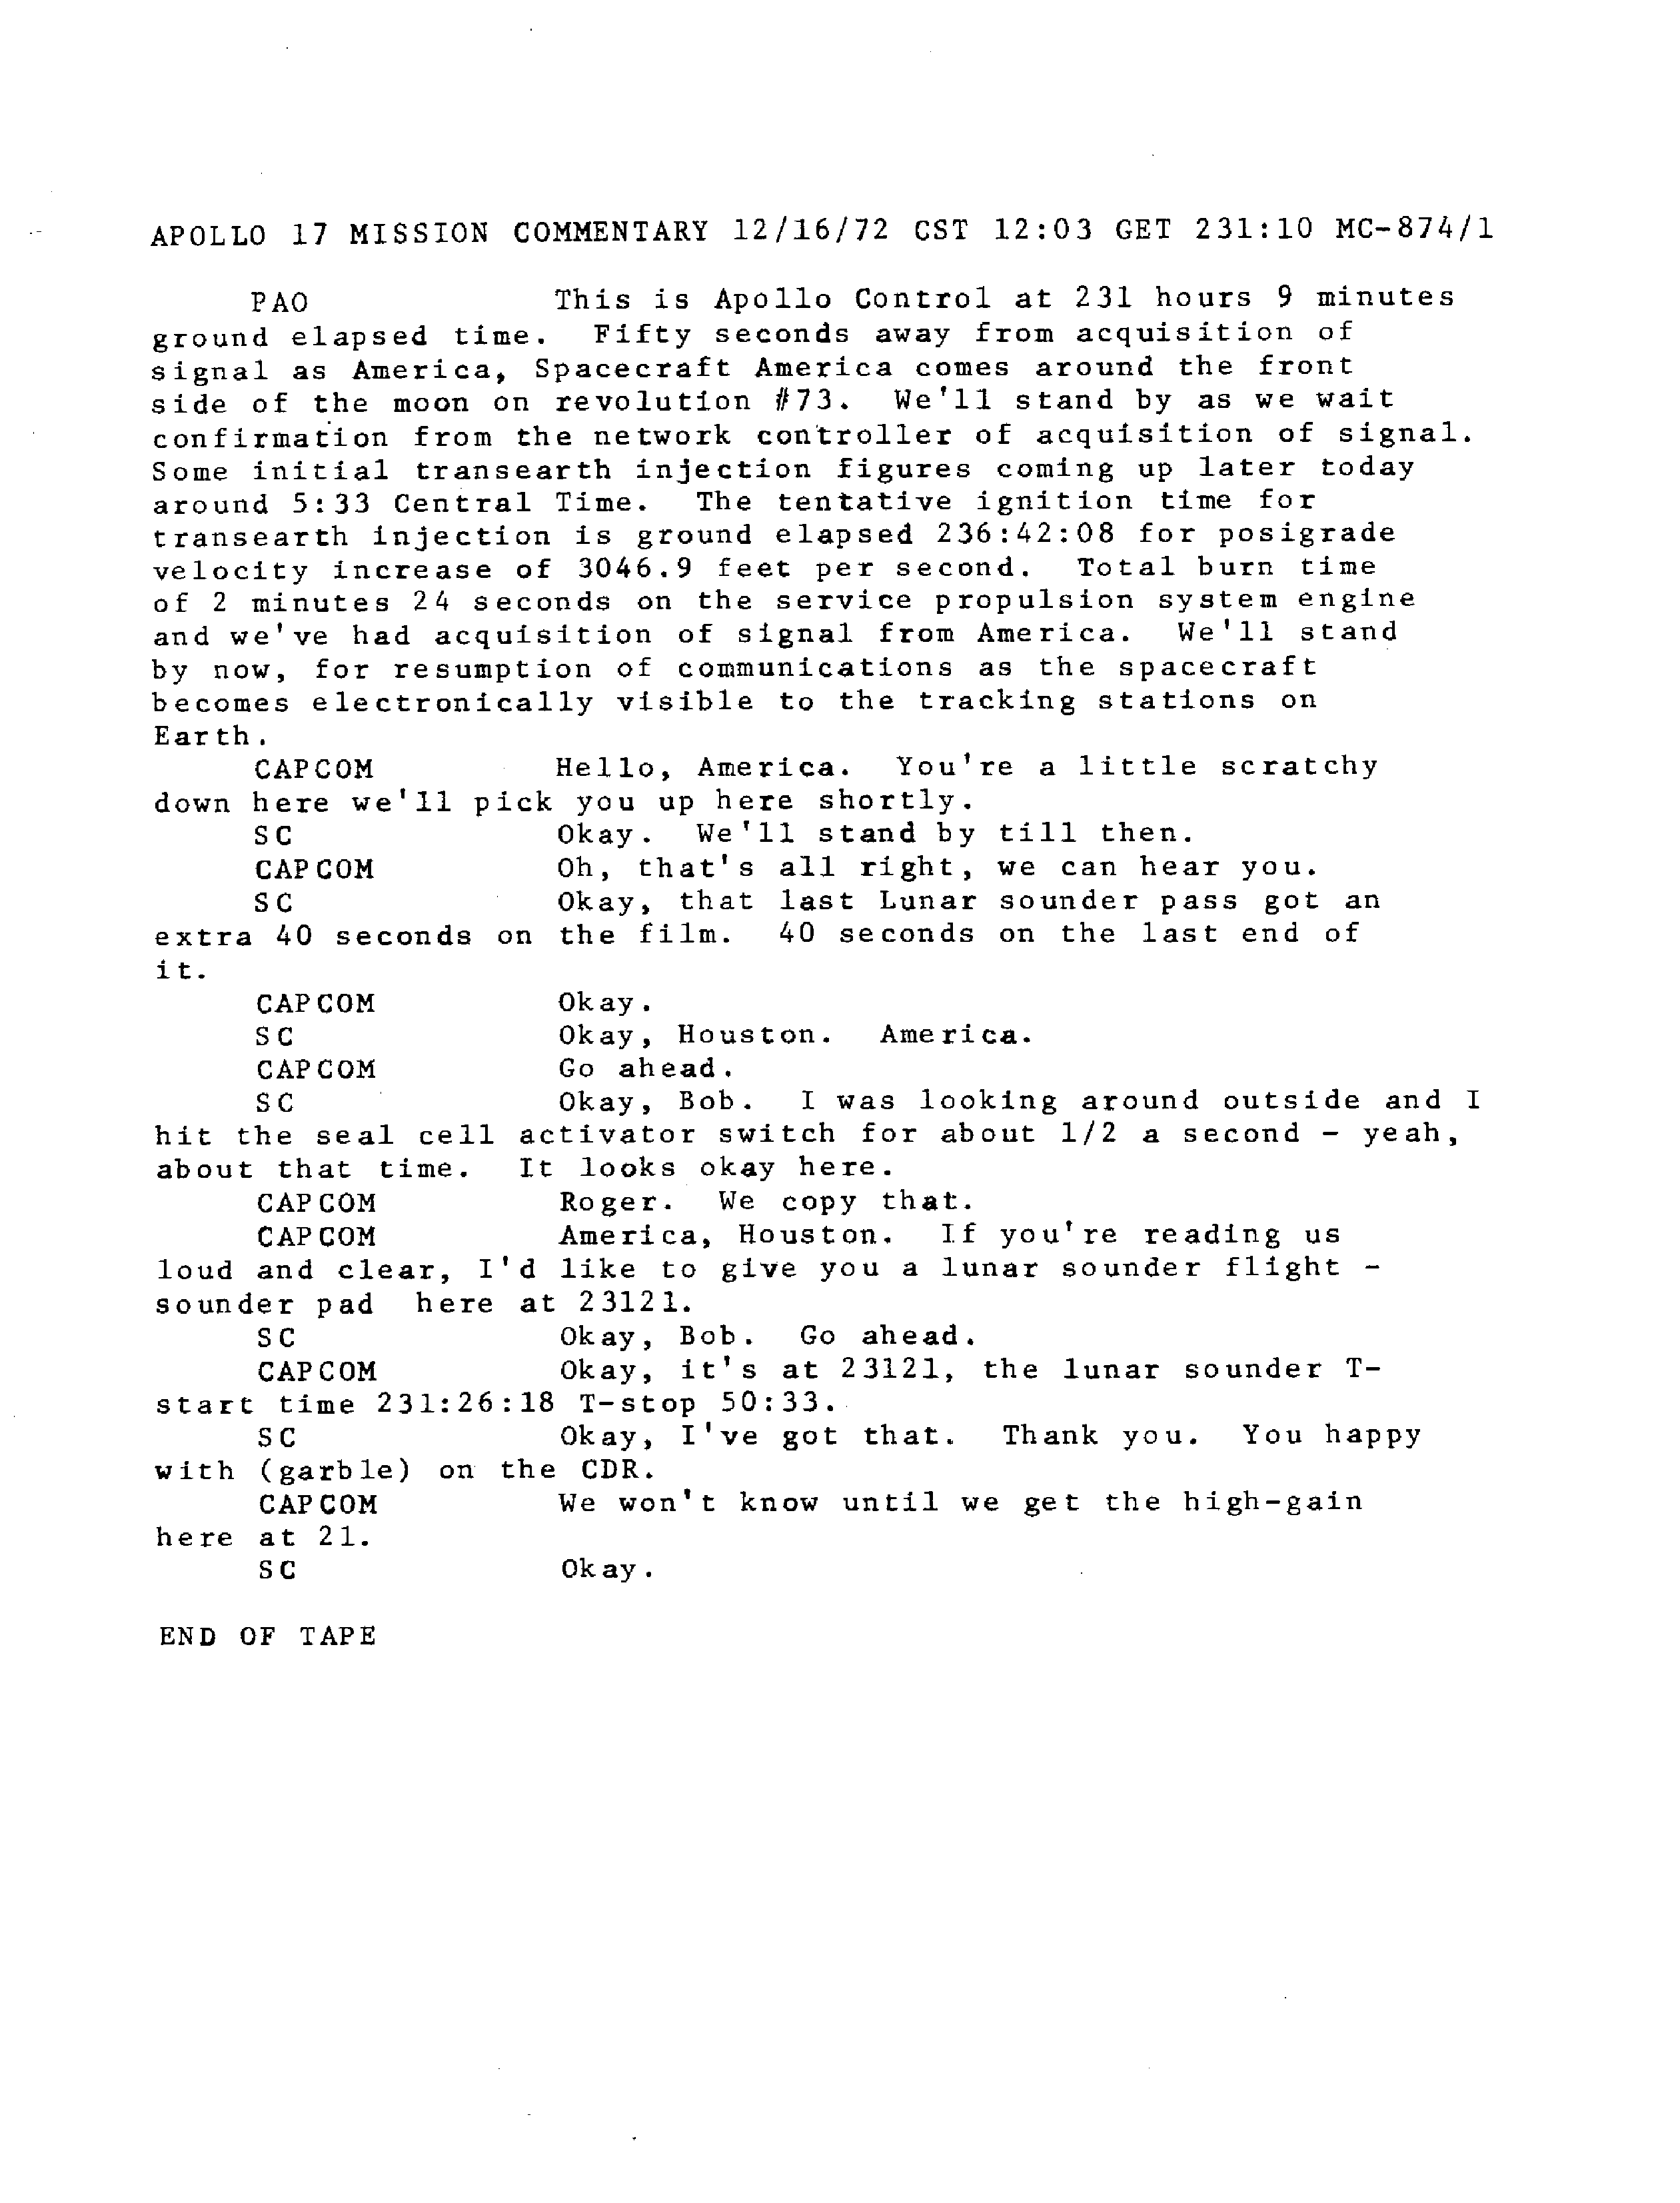 APOLLO 17 MISSION COMMENTARY 12/16/72 CST 12:03 GET 231:10 MC-874/1
PAO This is Apollo Control at 231 hours 9 minutes
ground elapsed time. Fifty seconds away from acquisition of
signal as America, Spacecraft America comes around the front
side of the moon on revolution #73. We'll stand by as we wait
confirmation from the network controller of acquisition of signal.
Some initial transearth injection figures coming up later today
around 5:33 Central Time. The tentative ignition time for
transearth injection is ground elapsed 236:42:08 for posigrade
velocity increase of 3046.9 feet per second. Total burn time
of 2 minutes 24 seconds on the service propulsion system engine
and we've had acquisition of signal from America. We'll stand
by now, for resumption of communications as the spacecraft
becomes electronically visible to the tracking stations on
Earth.
CAPCOM Hello, America. You're a little scratchy
down here we'll pick you up here shortly.
SC Okay. We'll stand by till then.
CAPCOM Oh, that's all right, we can hear you.
SC Okay, that last Lunar sounder pass got an
extra 40 seconds on the film. 40 seconds on the last end of
it.
CAPCOM Okay.
SC Okay, Houston. America.
CAPCOM Go ahead.
SC Okay, Bob. I was looking around outside and I
hit the seal cell activator switch for about 1/2 a second - yeah,
about that time. It looks okay here.
CAPCOM Roger. We copy that.
CAPCOM America, Houston. If you're reading us
loud and clear, I'd like to give you a lunar sounder flight -
sounder pad here at 23121.
SC Okay, Bob. Go ahead.
CAPCOM Okay, it's at 23121, the lunar sounder T-
start time 231:26:18 T-stop 50:33.
SC Okay, I've got that. Thank you. You happy
with (garble) on the CDR.
CAPCOM We won't know until we get the high-gain
here at 21.
SC Okay.
END OF TAPE